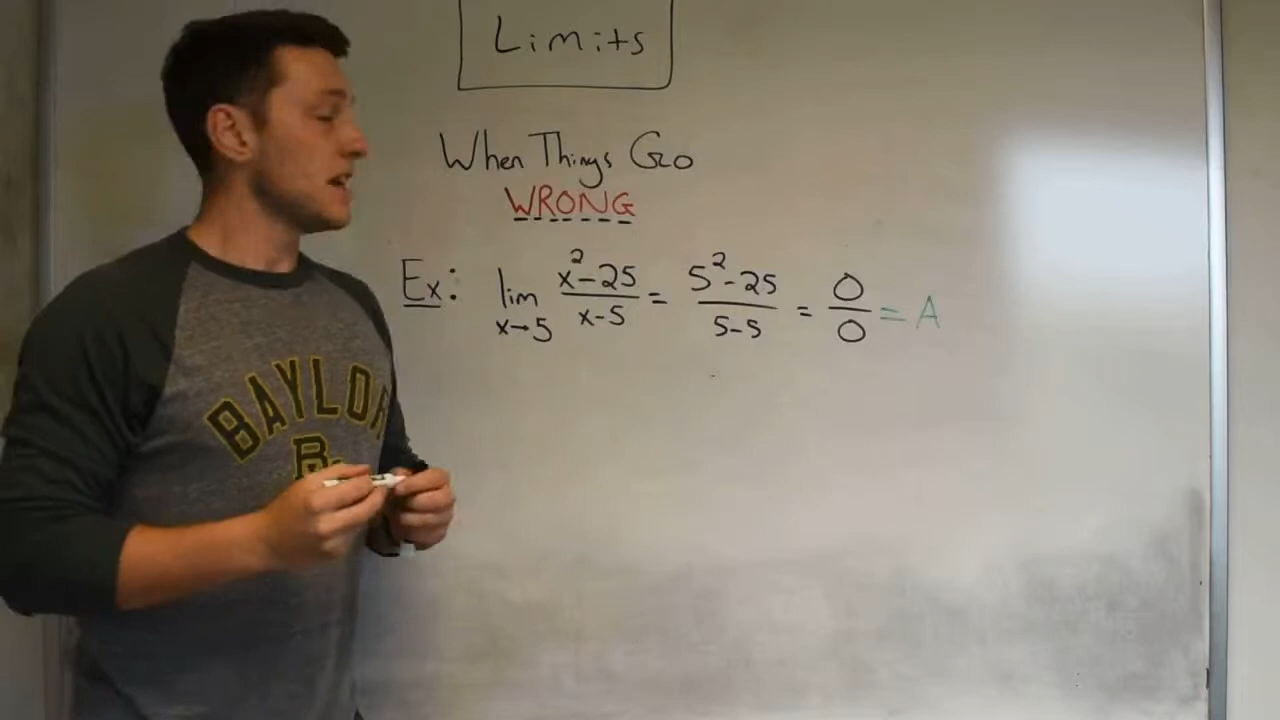 Limits
When Things Go
WRONG
Ex: lim x→5 x²-25 / x-5 = 5²-25 / 5-5 = 0 / 0 = A
BAYLOR
B